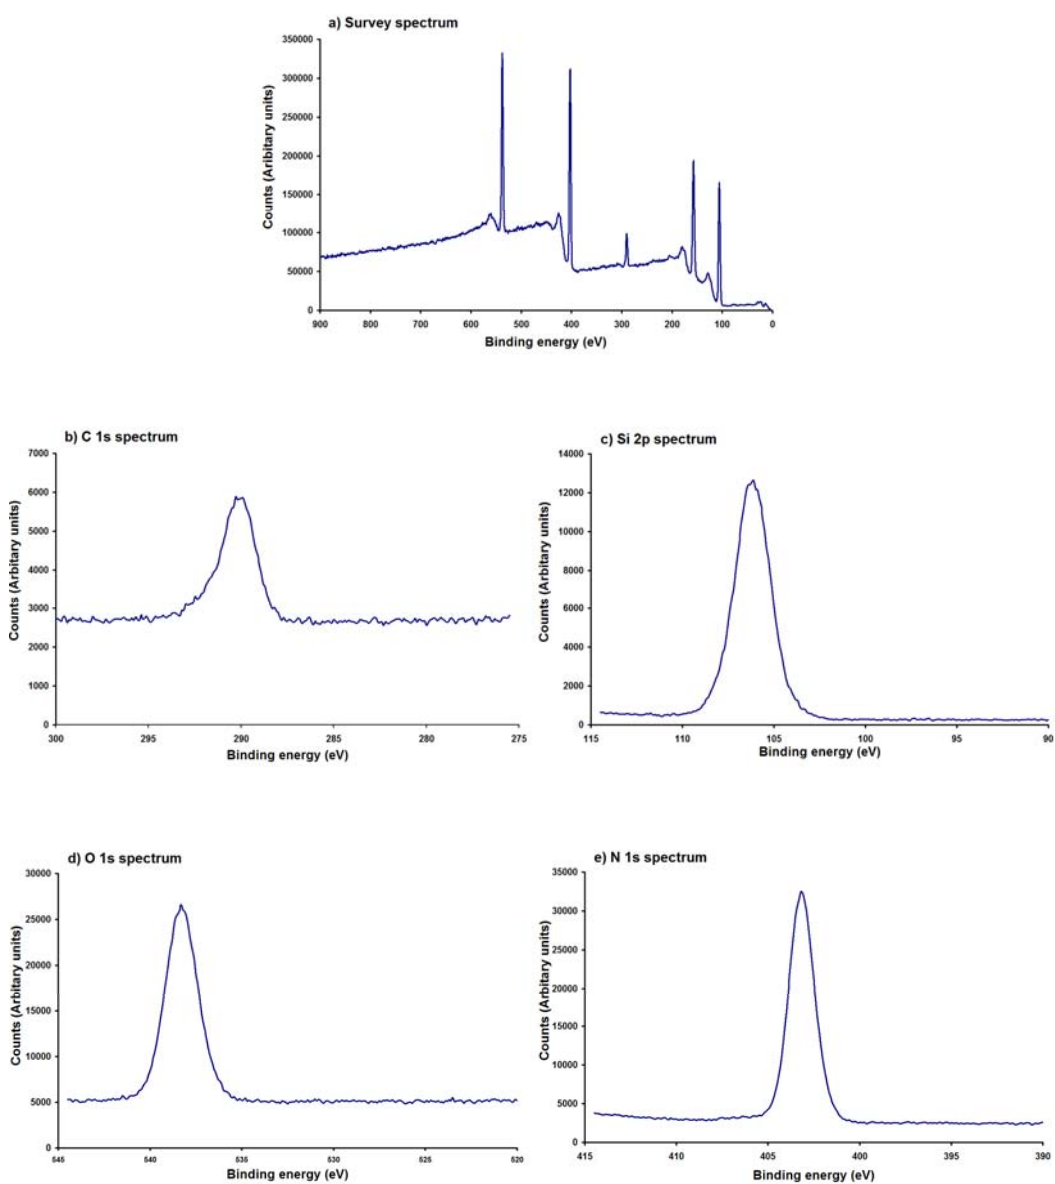 a) Survey spectrum
350000
300000
250000
200000
150000
100000
50000
0
Counts (Aribitary units)
900 800 700 600 500 400 300 200 100 0
Binding energy (eV)
b) C 1s spectrum
7000
6000
5000
4000
3000
2000
1000
0
Counts (Arbitary units)
300 295 290 285 280 275
Binding energy (eV)
c) Si 2p spectrum
14000
12000
10000
8000
6000
4000
2000
0
Counts (Arbitary units)
115 110 105 100 95 90
Binding energy (eV)
d) O 1s spectrum
30000
25000
20000
15000
10000
5000
0
Counts (Arbitary units)
545 540 535 530 525 520
Binding energy (eV)
e) N 1s spectrum
35000
30000
25000
20000
15000
10000
5000
0
Counts (Arbitary units)
415 410 405 400 395 390
Binding energy (eV)